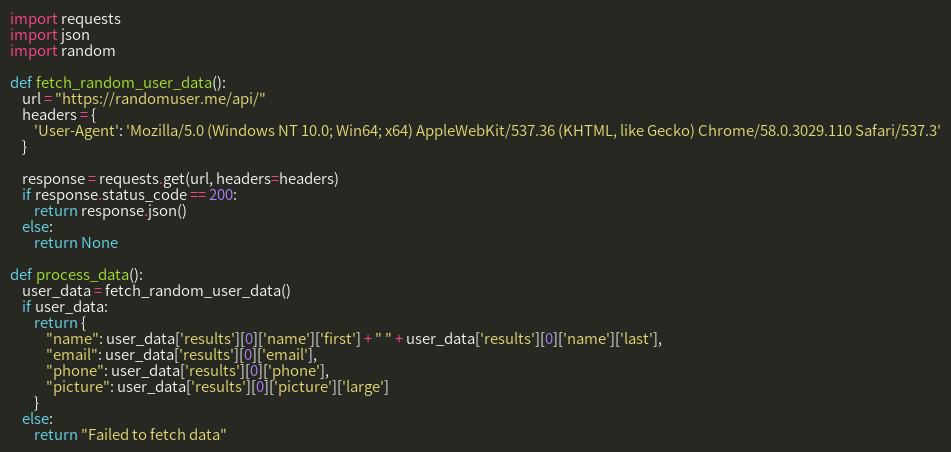 import requests
import json
import random

def fetch_random_user_data():
    url = "https://randomuser.me/api/"
    headers = {
        'User-Agent': 'Mozilla/5.0 (Windows NT 10.0; Win64; x64) AppleWebKit/537.36 (KHTML, like Gecko) Chrome/58.0.3029.110 Safari/537.3'
    }

    response = requests.get(url, headers=headers)
    if response.status_code == 200:
        return response.json()
    else:
        return None

def process_data():
    user_data = fetch_random_user_data()
    if user_data:
        return {
            "name": user_data['results'][0]['name']['first'] + " " + user_data['results'][0]['name']['last'],
            "email": user_data['results'][0]['email'],
            "phone": user_data['results'][0]['phone'],
            "picture": user_data['results'][0]['picture']['large']
        }
    else:
        return "Failed to fetch data"